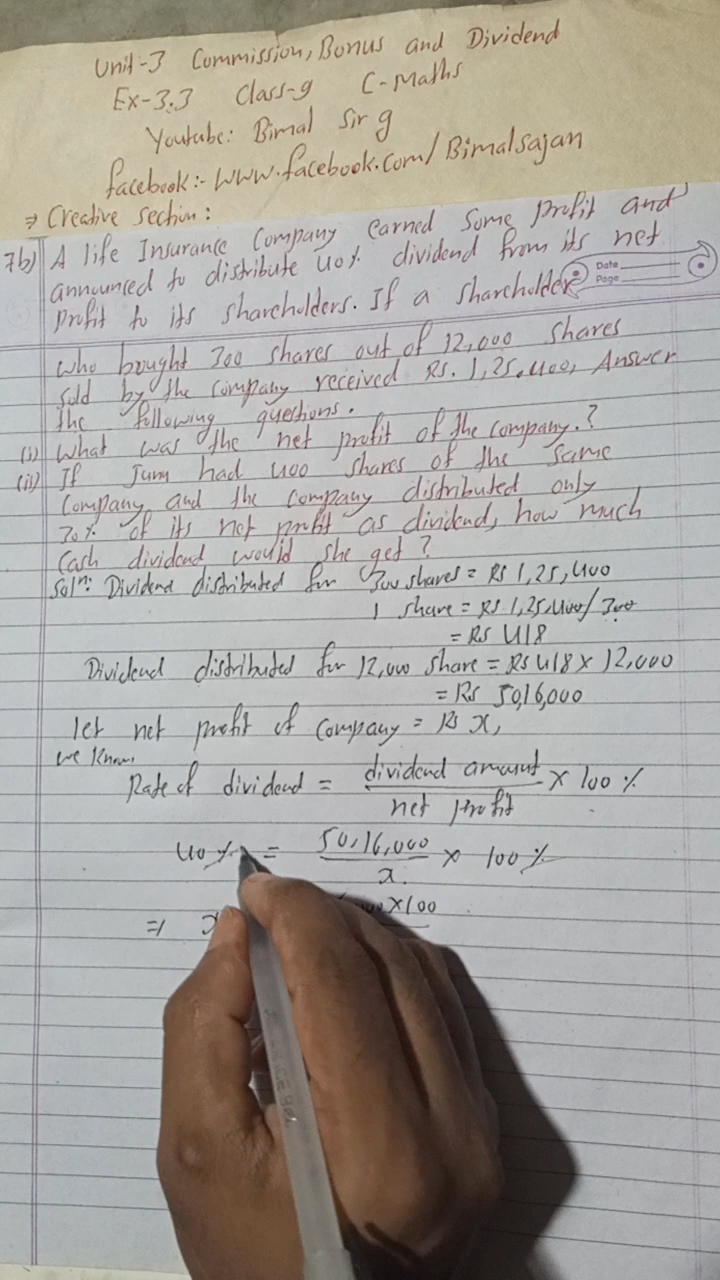 Unit-3 Commission, Bonus and Dividend
Ex-3.3 Class-9 C-Maths
Youtube: Bimal Sir g
facebook:- www.facebook.com/Bimalsajan
⇒ Creative section:
7b) A life Insurance Company earned some profit and
announced to distribute 40% dividend from its net
Date
Page
profit to its shareholders. If a shareholder
who bought 300 shares out of 12,000 shares
sold by the company received Rs. 1,25,400, Answer
the following questions.
(i) What was the net profit of the company.?
(ii) If had 400 shares of the same
Company and the company distributed only
of its net profit as dividend, how much
Cash dividend would she get?
Solⁿ: Dividend distributed for 300 shares = Rs 1,25,400
1 share = Rs 1,25,400/300
= Rs 418
Dividend distributed for 12,000 share = Rs 418 × 12,000
= Rs 50,16,000
let net profit of company = Rs x,
we know,
Rate of dividend = dividend amount / net profit × 100 %
40 % = 50,16,000 / x × 100 %
⇒ x ×100